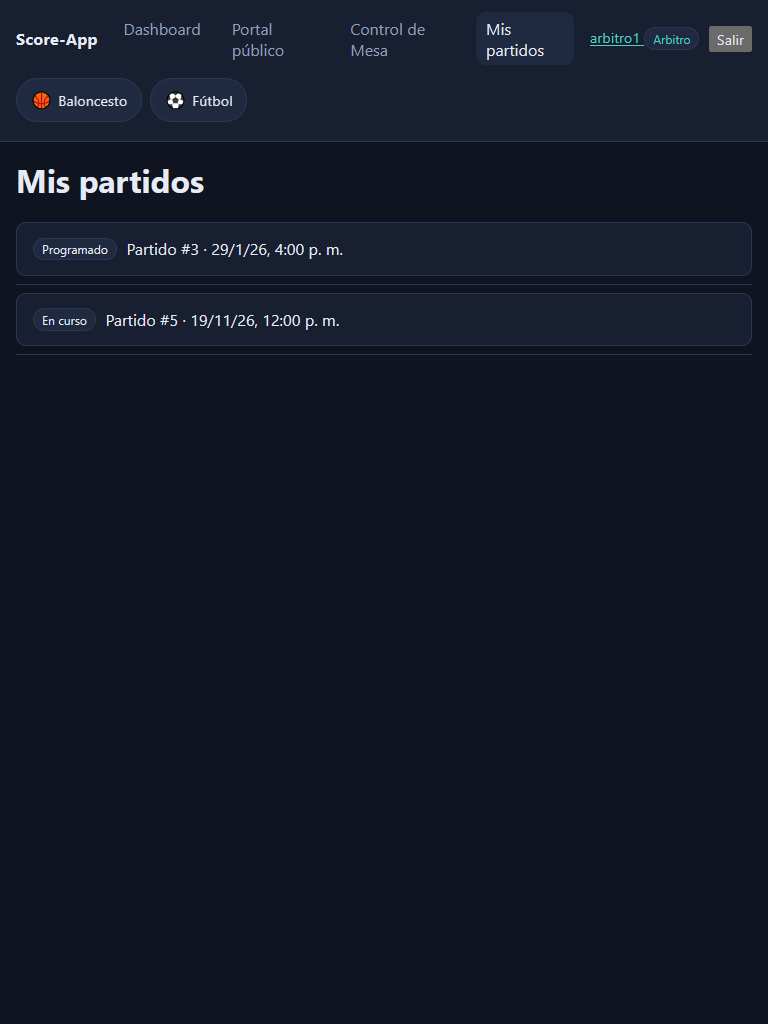 Score-App
Dashboard
Portal
público
Control de
Mesa
Mis
partidos
arbitro1
Arbitro
Salir
Baloncesto
Fútbol
Mis partidos
Programado
Partido #3 · 29/1/26, 4:00 p. m.
En curso
Partido #5 · 19/11/26, 12:00 p. m.